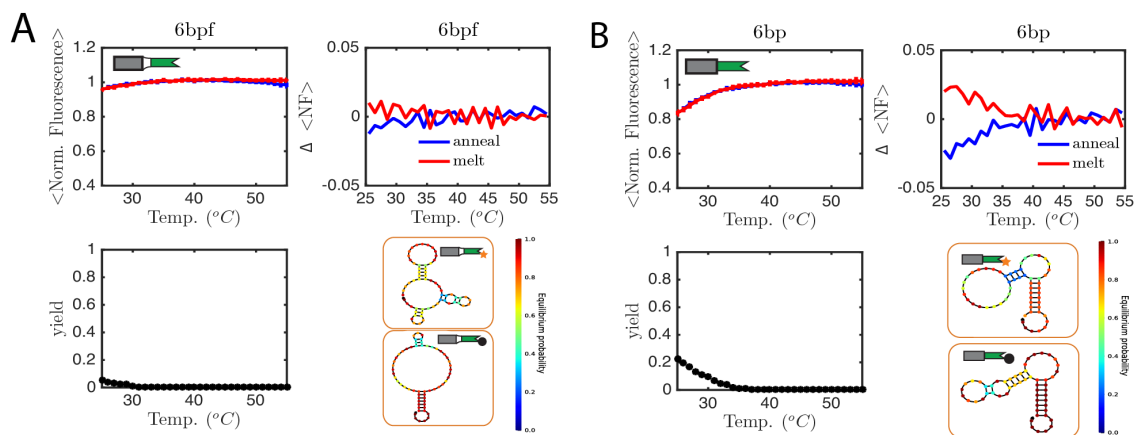 A
6bpf
<Norm. Fluorescence>
1.2
1
0.8
0.6
0.4
30
40
50
Temp. (°C)
6bpf
Δ <NF>
0.05
0
-0.05
anneal
melt
25 30 35 40 45 50 55
Temp. (°C)
yield
1
0.8
0.6
0.4
0.2
0
30
40
50
Temp. (°C)
1.0
0.8
0.6
0.4
0.2
0.0
Equilibrium probability
B
6bp
<Norm. Fluorescence>
1.2
1
0.8
0.6
0.4
30
40
50
Temp. (°C)
6bp
Δ <NF>
0.05
0
-0.05
anneal
melt
25 30 35 40 45 50 55
Temp. (°C)
yield
1
0.8
0.6
0.4
0.2
0
30
40
50
Temp. (°C)
1.0
0.8
0.6
0.4
0.2
0.0
Equilibrium probability